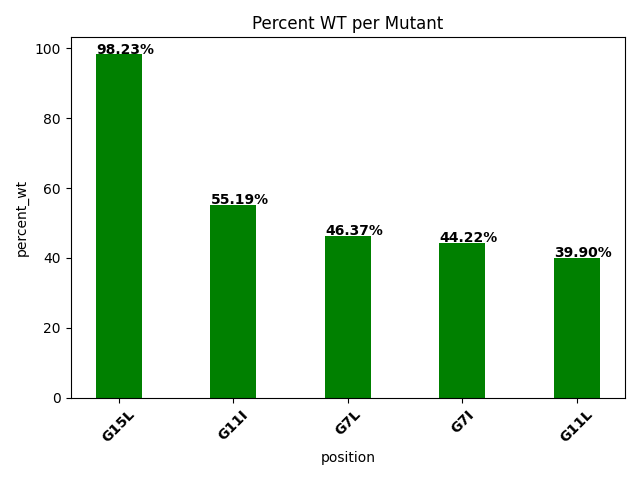 Percent WT per Mutant
percent_wt
100
80
60
40
20
0
98.23%
55.19%
46.37%
44.22%
39.90%
G15L
G11I
G7L
G7I
G11L
position